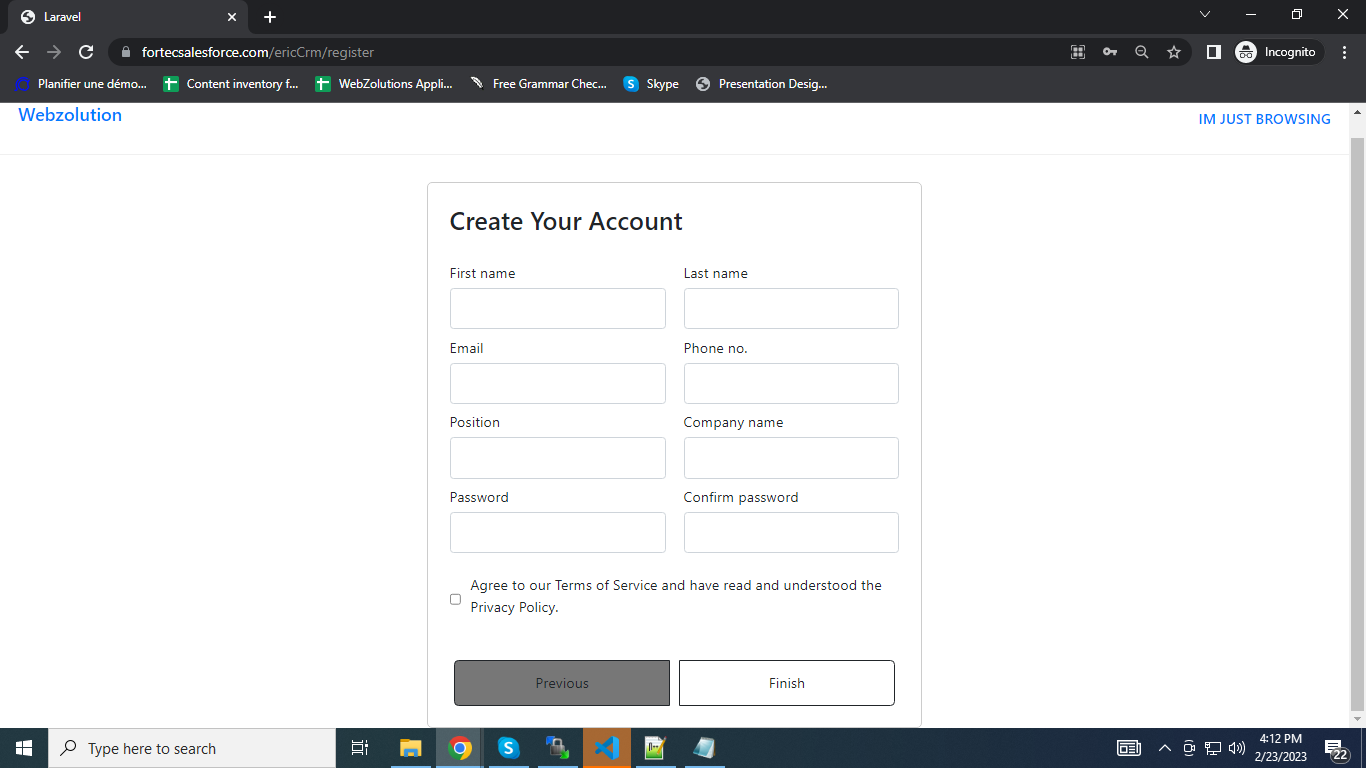 Laravel
fortecsalesforce.com/ericCrm/register
Incognito
Planifier une démo...
Content inventory f...
WebZolutions Appli...
Free Grammar Chec...
Skype
Presentation Desig...
Webzolution
IM JUST BROWSING
Create Your Account
First name
Last name
Email
Phone no.
Position
Company name
Password
Confirm password
Agree to our Terms of Service and have read and understood the
Privacy Policy.
Previous
Finish
Type here to search
4:12 PM
2/23/2023
22